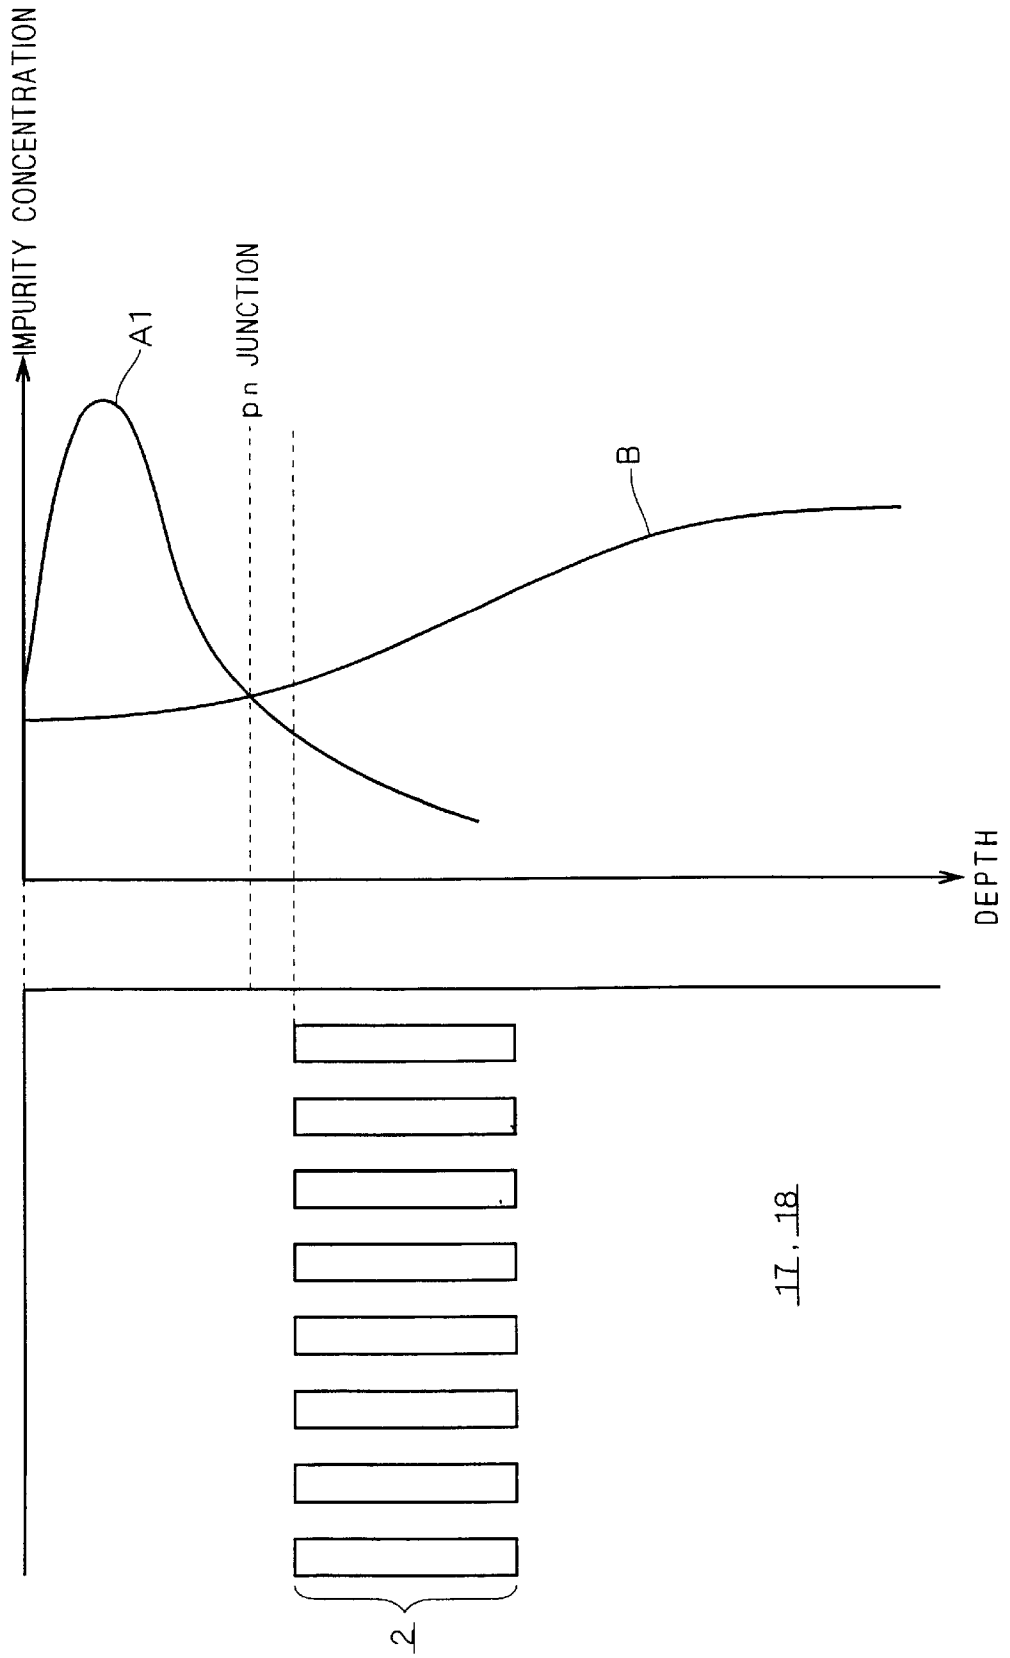 IMPURITY CONCENTRATION
A1
pn JUNCTION
B
DEPTH
17, 18
2